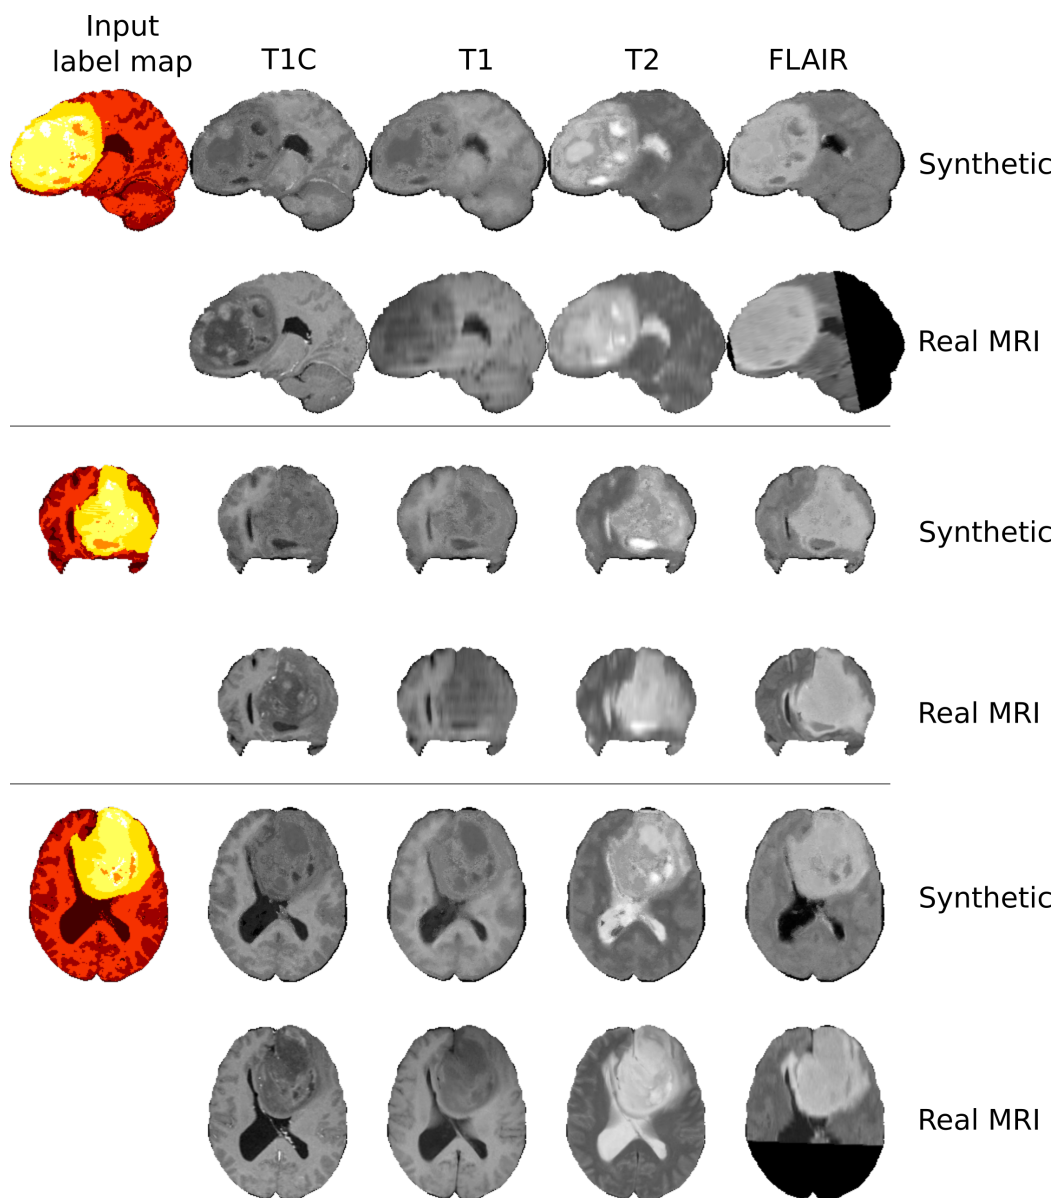 Input
label map
T1C
T1
T2
FLAIR
Synthetic
Real MRI
Synthetic
Real MRI
Synthetic
Real MRI